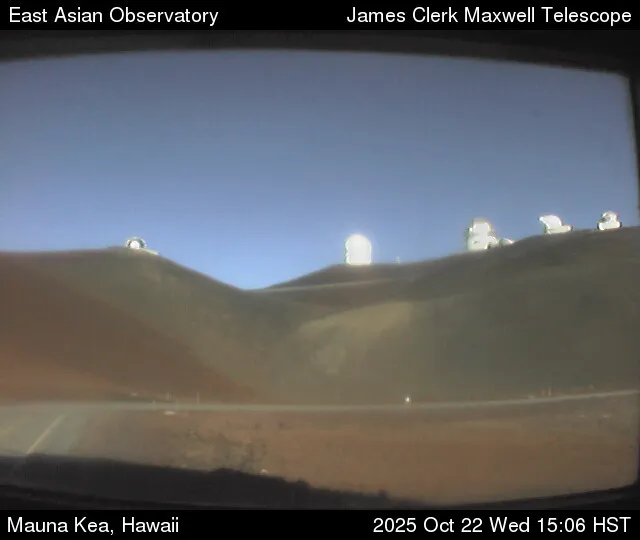 East Asian Observatory
James Clerk Maxwell Telescope
Mauna Kea, Hawaii
2025 Oct 22 Wed 15:06 HST